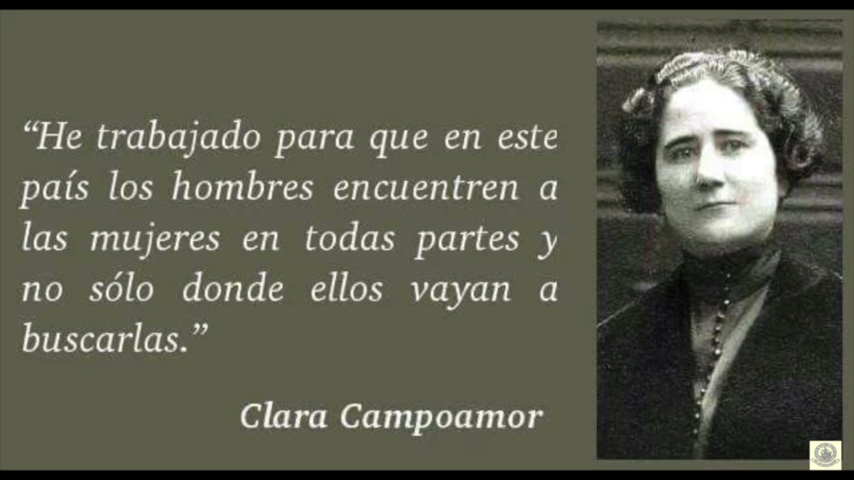 “He trabajado para que en este
país los hombres encuentren a
las mujeres en todas partes y
no sólo donde ellos vayan a
buscarlas.”
Clara Campoamor